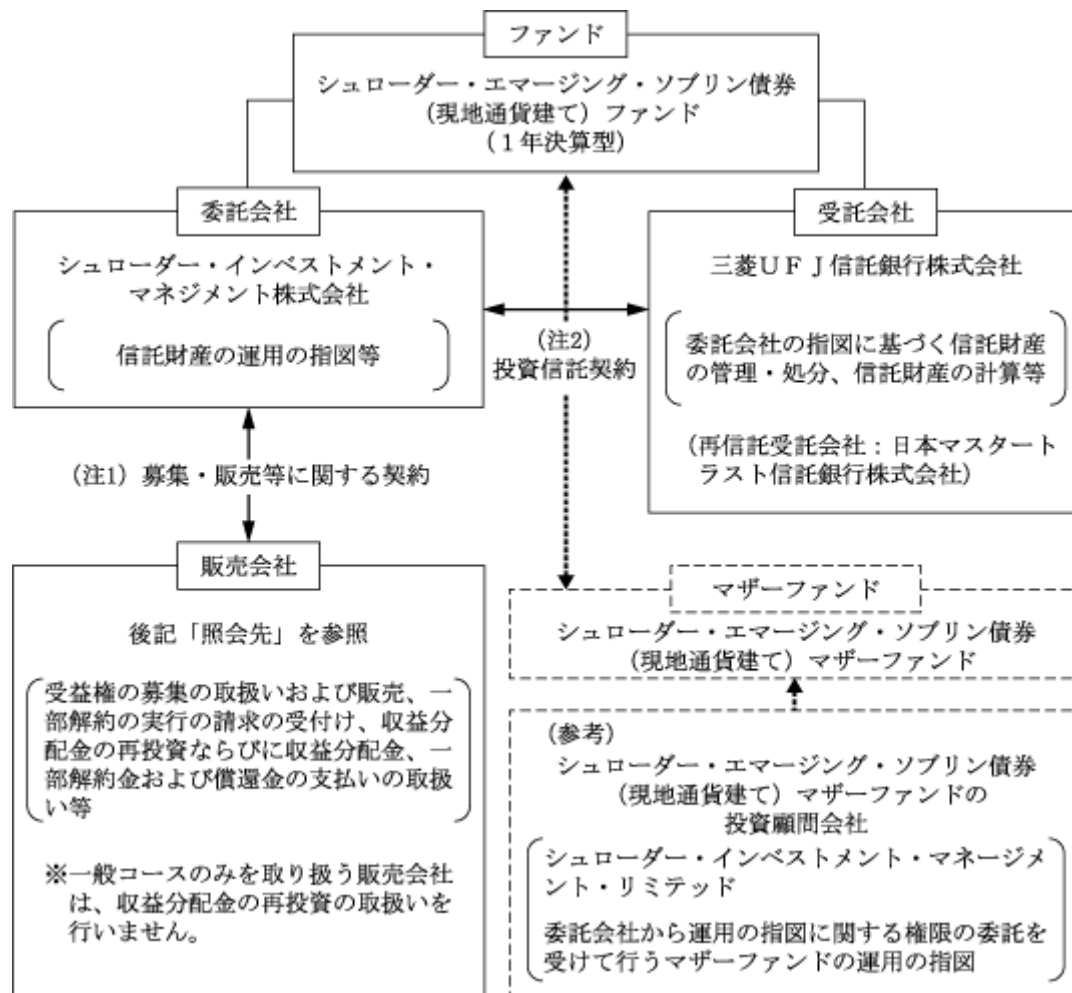 ファンド
シュローダー・エマージング・ソブリン債券
(現地通貨建て)ファンド
(1年決算型)
委託会社
シュローダー・インベストメント・
マネジメント株式会社
信託財産の運用の指図等
受託会社
三菱UFJ信託銀行株式会社
委託会社の指図に基づく信託財産
の管理・処分、信託財産の計算等
(再信託受託会社:日本マスタート
ラスト信託銀行株式会社)
(注2)
投資信託契約
(注1)募集・販売等に関する契約
販売会社
後記「照会先」を参照
受益権の募集の取扱いおよび販売、一
部解約の実行の請求の受付け、収益分
配金の再投資ならびに収益分配金、一
部解約金および償還金の支払いの取扱
い等
※一般コースのみを取り扱う販売会社
は、収益分配金の再投資の取扱いを
行いません。
マザーファンド
シュローダー・エマージング・ソブリン債券
(現地通貨建て)マザーファンド
(参考)
シュローダー・エマージング・ソブリン債券
(現地通貨建て)マザーファンドの
投資顧問会社
シュローダー・インベストメント・マネージメ
ント・リミテッド
委託会社から運用の指図に関する権限の委託を
受けて行うマザーファンドの運用の指図